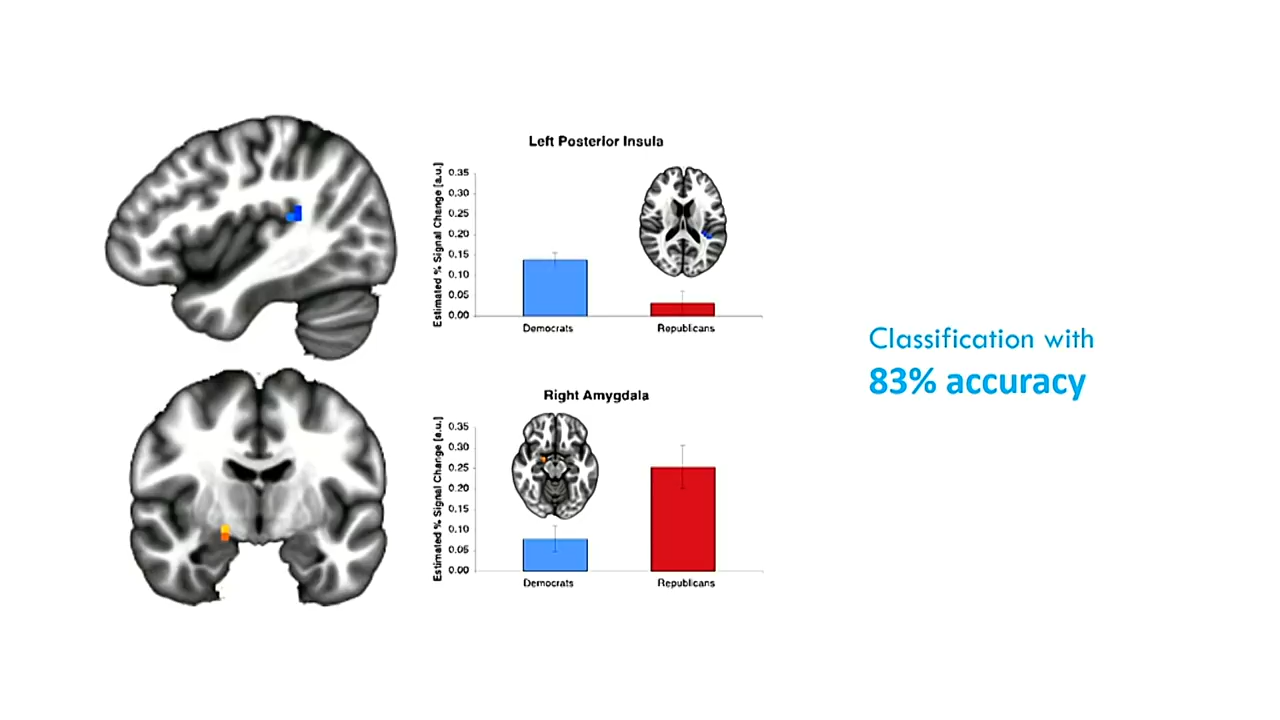 Left Posterior Insula
Estimated % Signal Change [a.u.]
0.35
0.30
0.25
0.20
0.15
0.10
0.05
0.00
Democrats
Republicans
Right Amygdala
Estimated % Signal Change [a.u.]
0.35
0.30
0.25
0.20
0.15
0.10
0.05
0.00
Democrats
Republicans
Classification with
83% accuracy